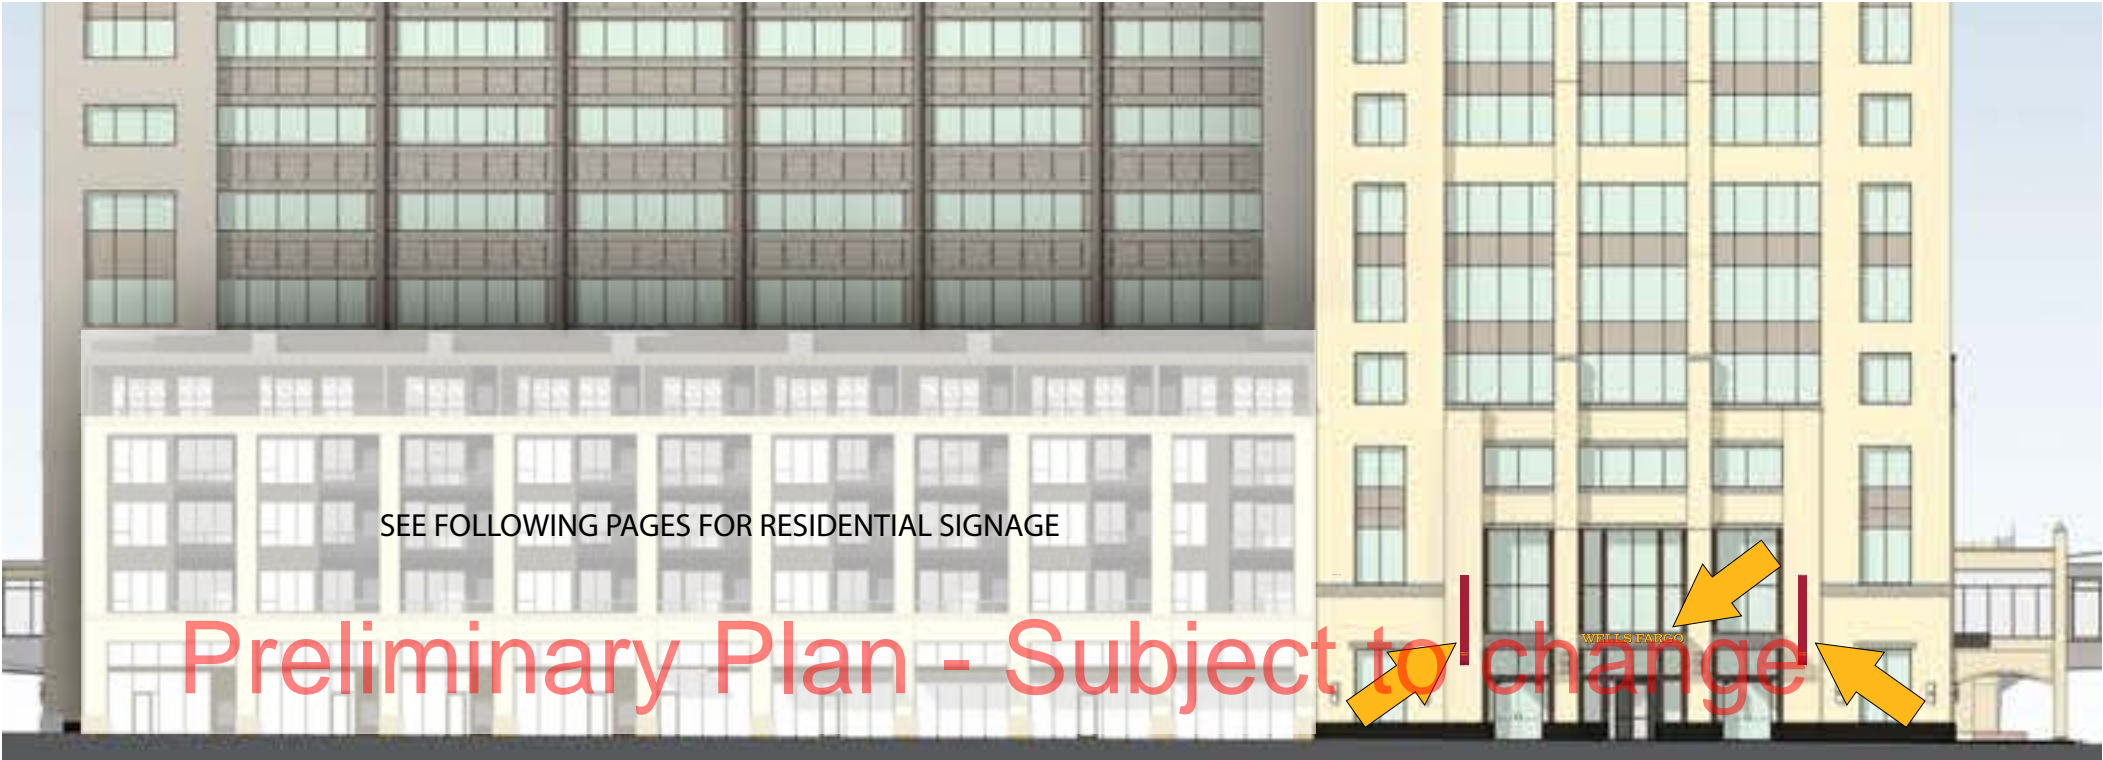 SEE FOLLOWING PAGES FOR RESIDENTIAL SIGNAGE
WELLS FARGO
Preliminary Plan - Subject to change